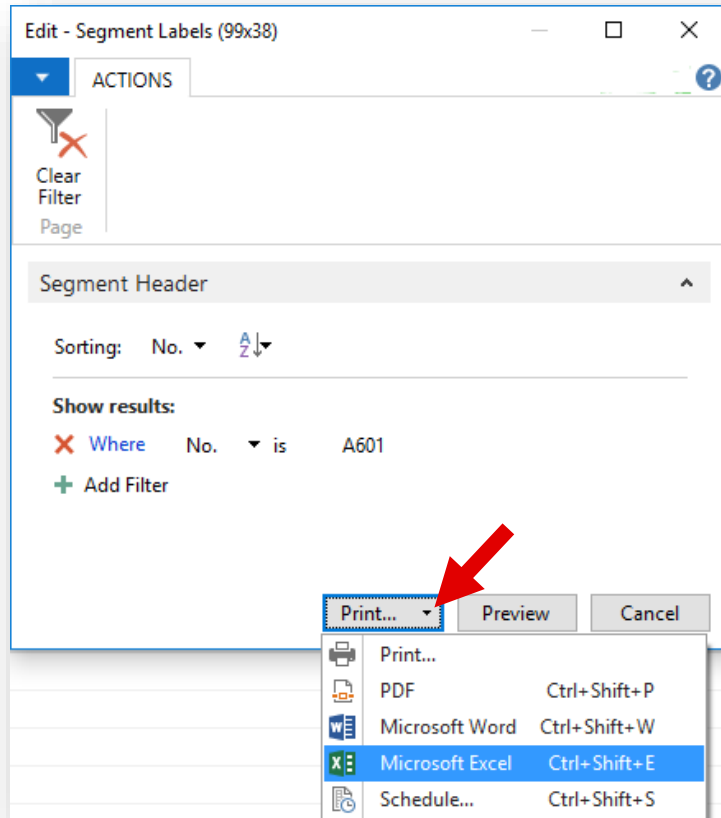 Edit - Segment Labels (99x38)
ACTIONS
?
Clear
Filter
Page
Segment Header
Sorting: No. A Z
Show results:
Where No. is A601
Add Filter
Print... Preview Cancel
Print...
PDF Ctrl+Shift+P
Microsoft Word Ctrl+Shift+W
Microsoft Excel Ctrl+Shift+E
Schedule... Ctrl+Shift+S